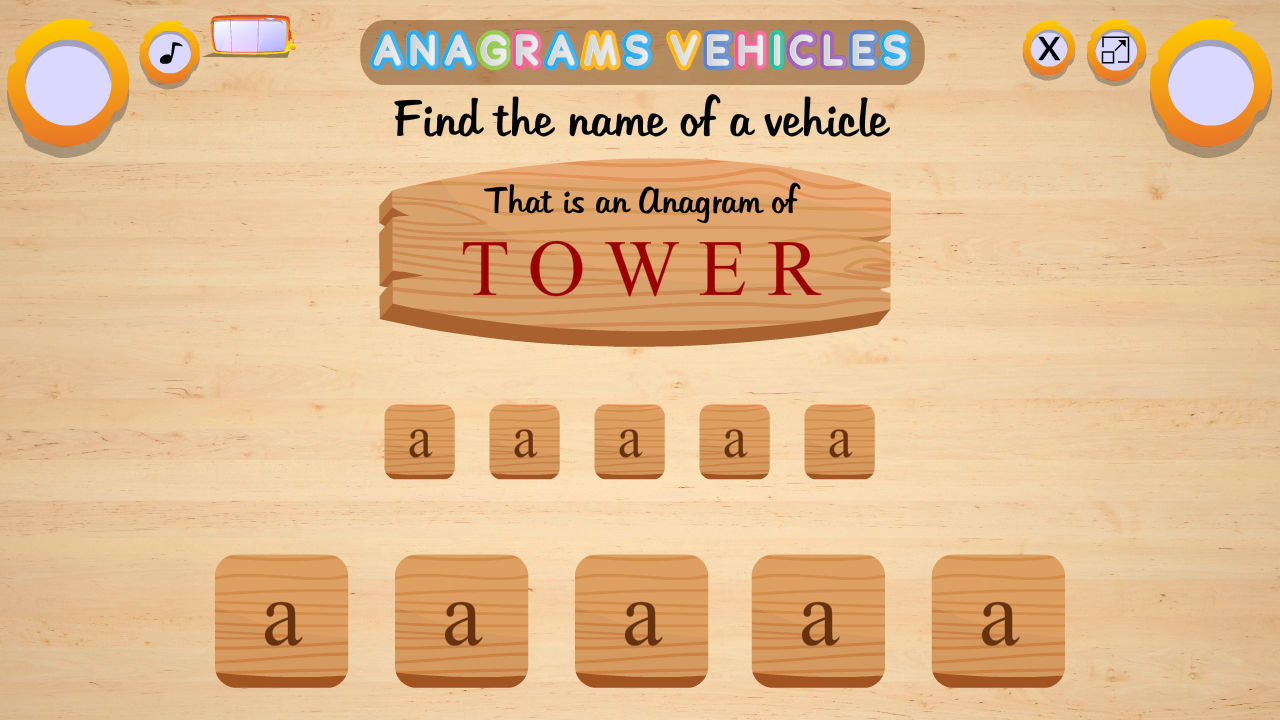 ANAGRAMS VEHICLES
X
Find the name of a vehicle
That is an Anagram of
TOWER
a a a a a
a a a a a